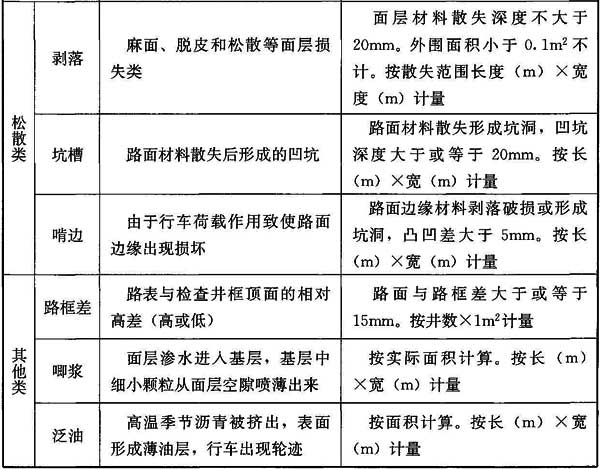 松散类
剥落
麻面、脱皮和松散等面层损
失类
面层材料散失深度不大于
20mm。外围面积小于 0.1m²不
计。按散失范围长度（m）×宽
度（m）计量
坑槽
路面材料散失后形成的凹坑
路面材料散失形成坑洞，凹坑
深度大于或等于 20mm。按长
（m）×宽（m）计量
啃边
由于行车荷载作用致使路面
边缘出现损坏
路面边缘材料剥落破损或形成
坑洞，凸凹差大于 5mm。按长
（m）×宽（m）计量
其他类
路框差
路表与检查井框顶面的相对
高差（高或低）
路面与路框差大于或等于
15mm。按井数×1m²计量
唧浆
面层渗水进入基层，基层中
细小颗粒从面层空隙喷薄出来
按实际面积计算。按长（m）
×宽（m）计量
泛油
高温季节沥青被挤出，表面
形成薄油层，行车出现轮迹
按面积计算。按长（m）×宽
（m）计量